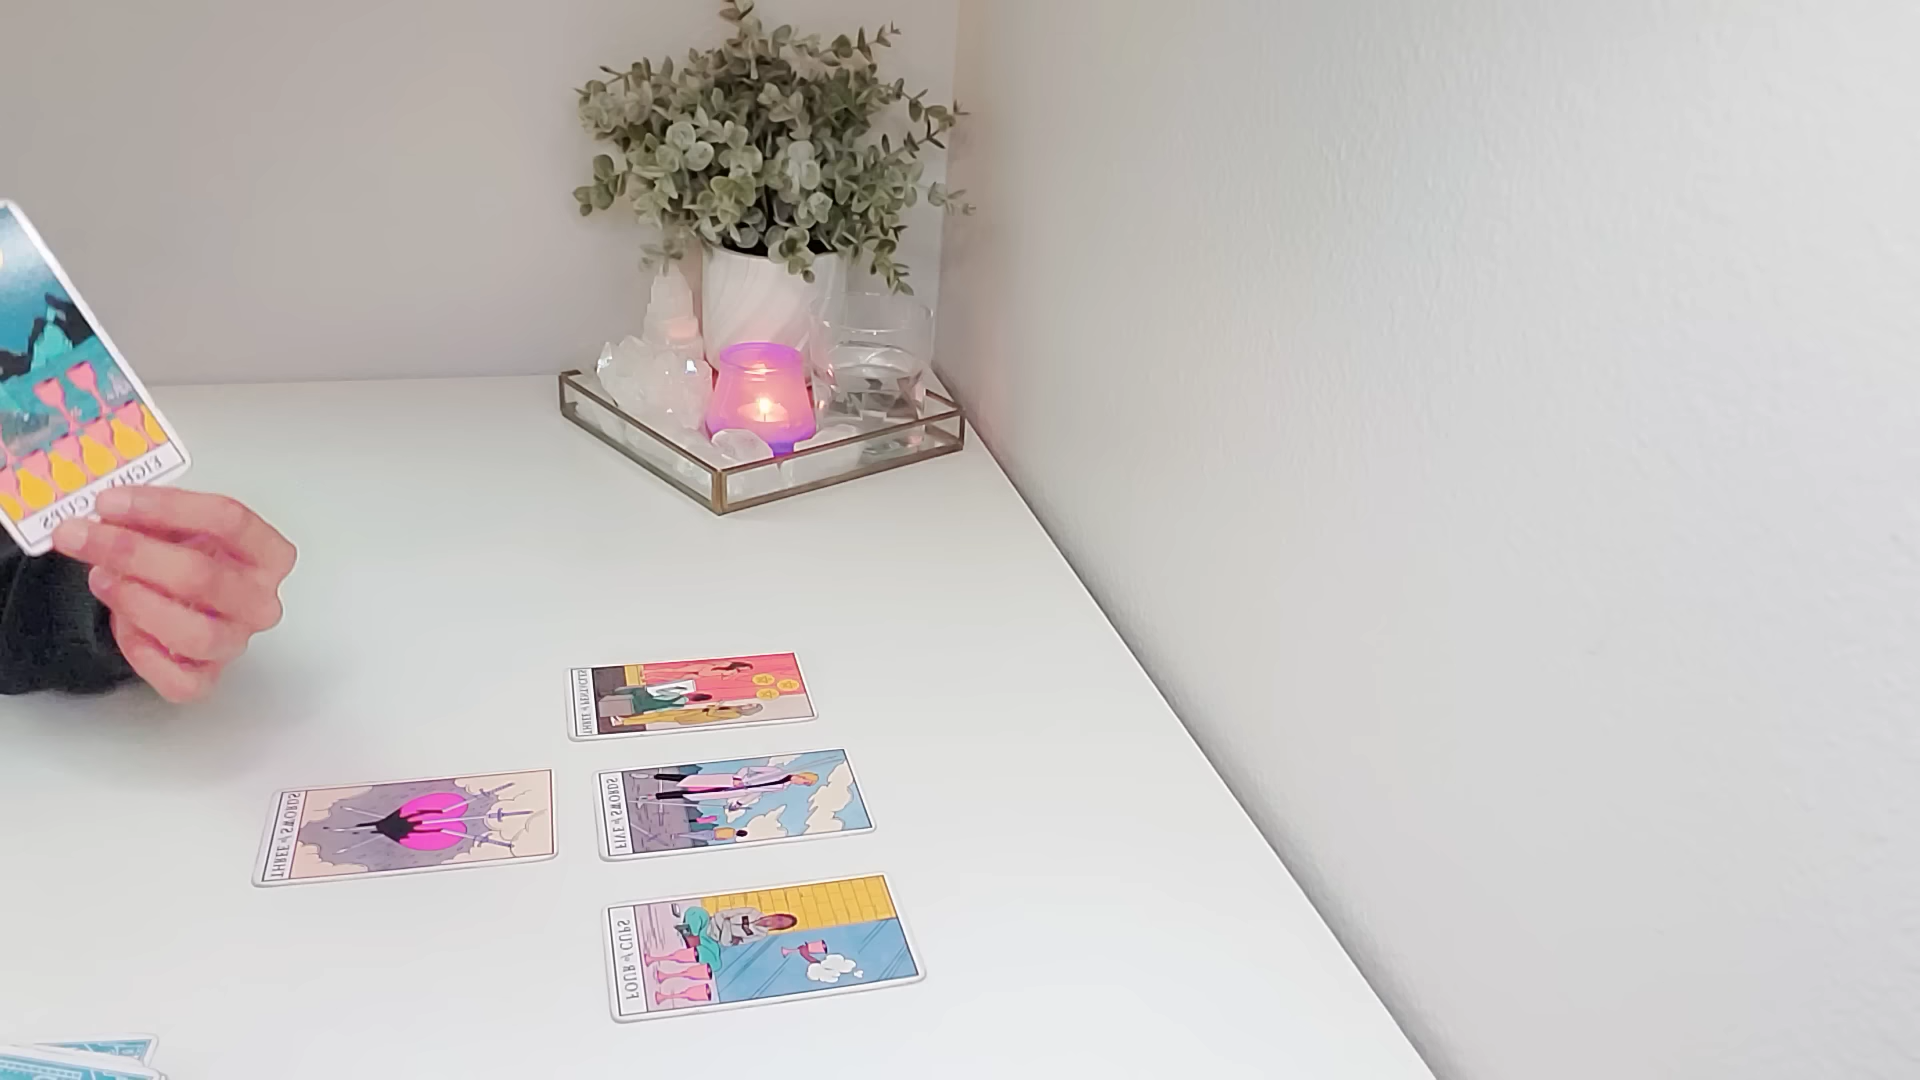 EIGHT of CUPS
THREE of PENTACLES
THREE of SWORDS
FIVE of SWORDS
FOUR of CUPS